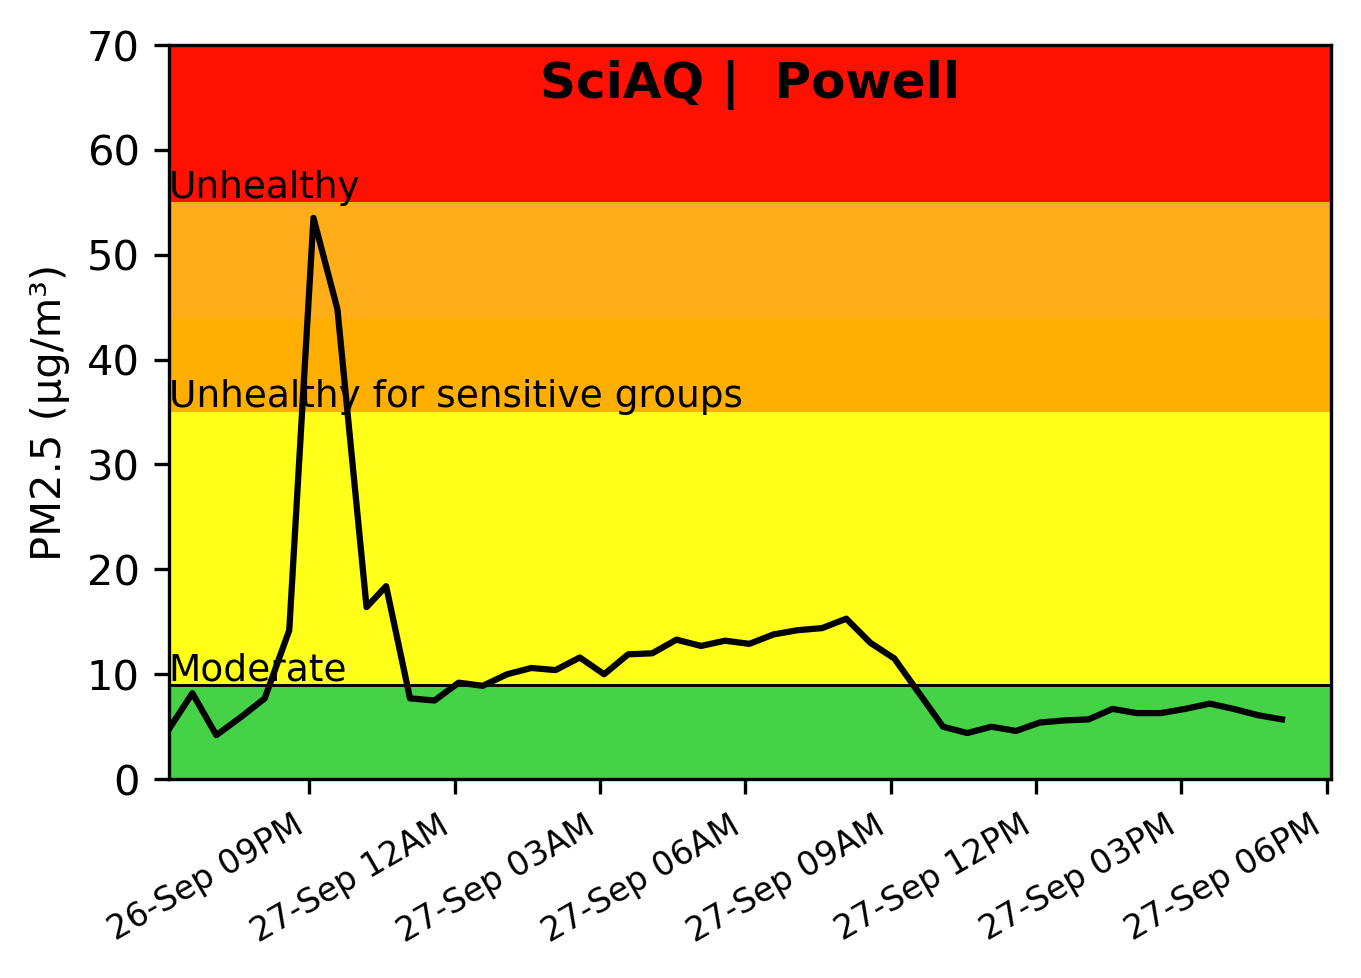 SciAQ |  Powell
70
60
50
40
30
20
10
0
PM2.5 (µg/m³)
Unhealthy
Unhealthy for sensitive groups
Moderate
26-Sep 09PM
27-Sep 12AM
27-Sep 03AM
27-Sep 06AM
27-Sep 09AM
27-Sep 12PM
27-Sep 03PM
27-Sep 06PM